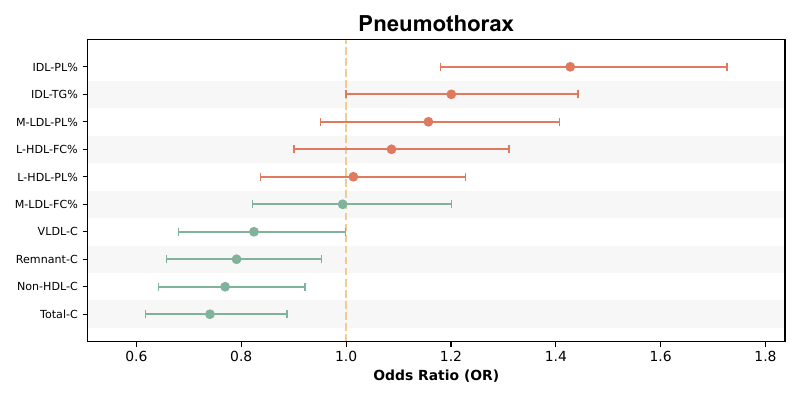 Pneumothorax
IDL-PL%
IDL-TG%
M-LDL-PL%
L-HDL-FC%
L-HDL-PL%
M-LDL-FC%
VLDL-C
Remnant-C
Non-HDL-C
Total-C
0.6 0.8 1.0 1.2 1.4 1.6 1.8
Odds Ratio (OR)